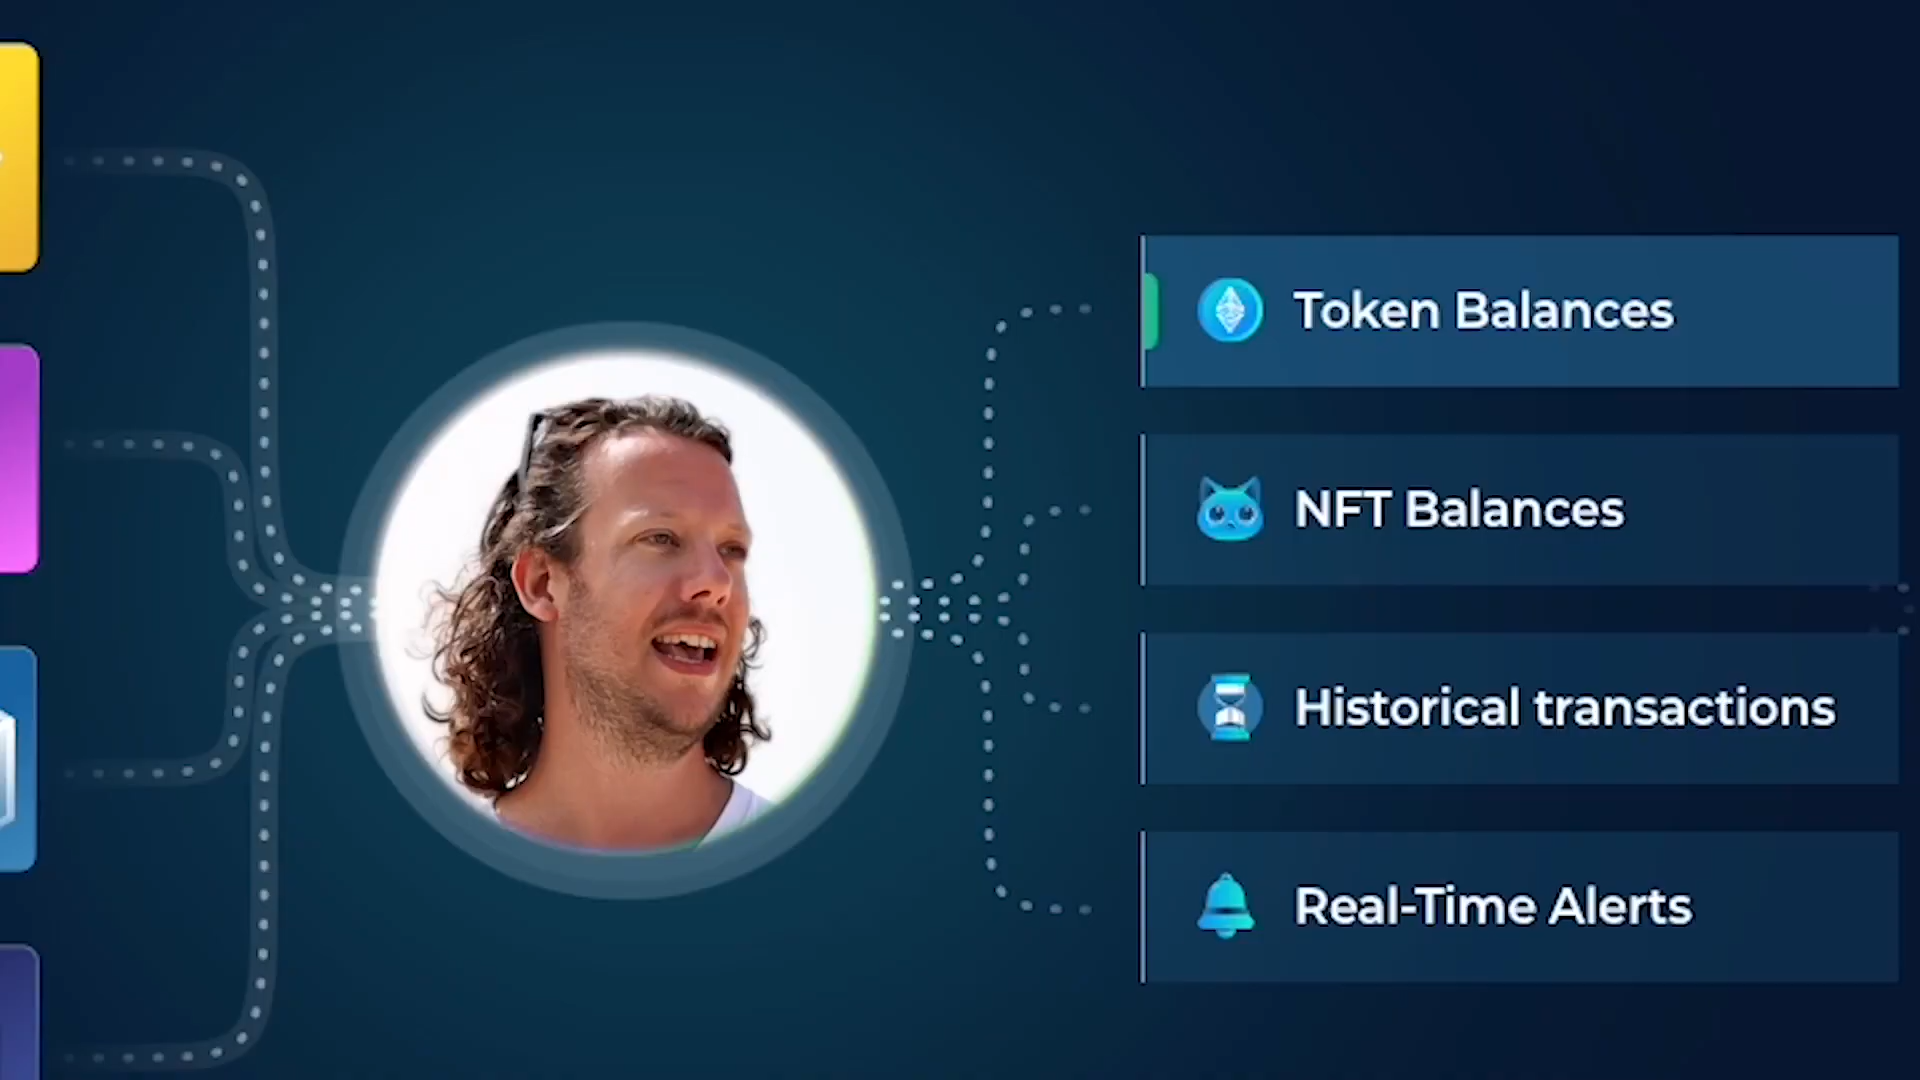 Token Balances
NFT Balances
Historical transactions
Real-Time Alerts